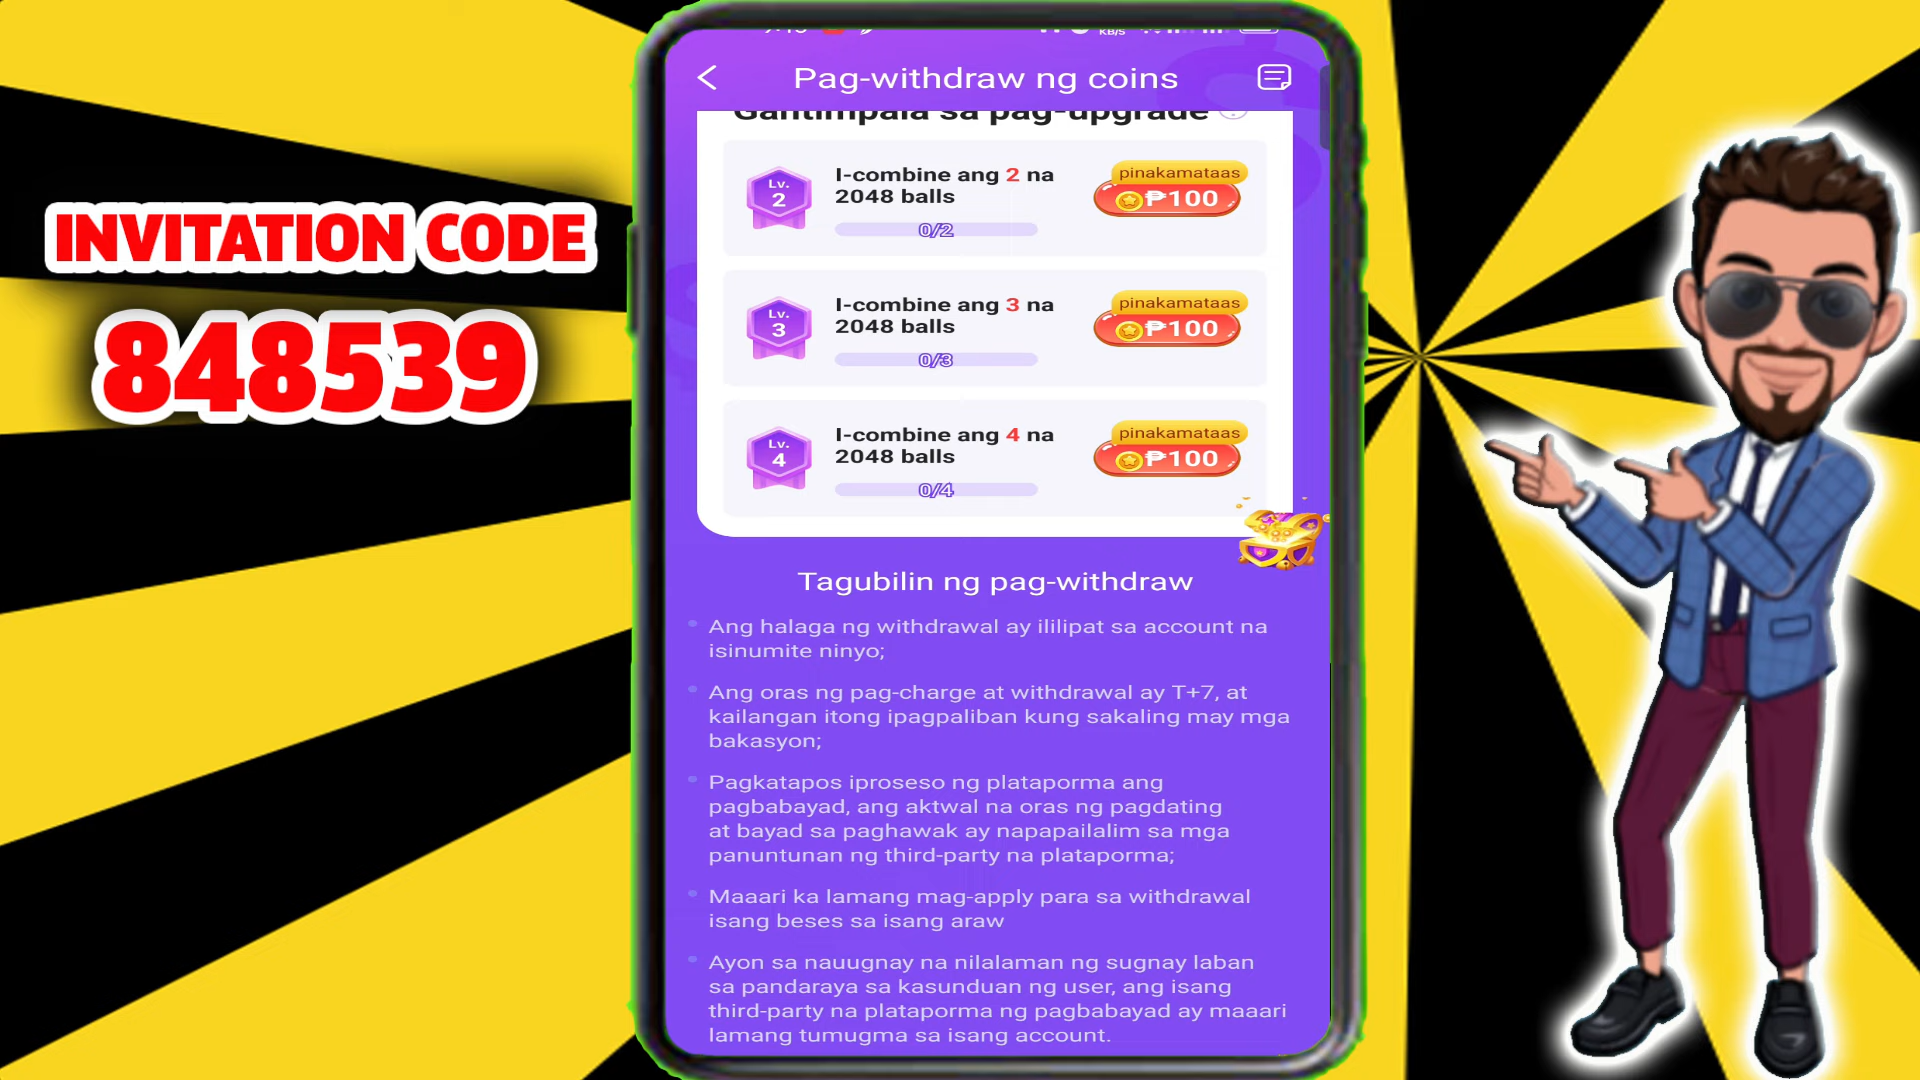 INVITATION CODE
848539
KB/S
Pag-withdraw ng coins
Gantimpala sa pag-upgrade
Lv.
2
I-combine ang 2 na
2048 balls
0/2
pinakamataas
₱100
Lv.
3
I-combine ang 3 na
2048 balls
0/3
pinakamataas
₱100
Lv.
4
I-combine ang 4 na
2048 balls
0/4
pinakamataas
₱100
Tagubilin ng pag-withdraw
Ang halaga ng withdrawal ay ililipat sa account na
isinumite ninyo;
Ang oras ng pag-charge at withdrawal ay T+7, at
kailangan itong ipagpaliban kung sakaling may mga
bakasyon;
Pagkatapos iproseso ng plataporma ang
pagbabayad, ang aktwal na oras ng pagdating
at bayad sa paghawak ay napapailalim sa mga
panuntunan ng third-party na plataporma;
Maaari ka lamang mag-apply para sa withdrawal
isang beses sa isang araw
Ayon sa nauugnay na nilalaman ng sugnay laban
sa pandaraya sa kasunduan ng user, ang isang
third-party na plataporma ng pagbabayad ay maaari
lamang tumugma sa isang account.